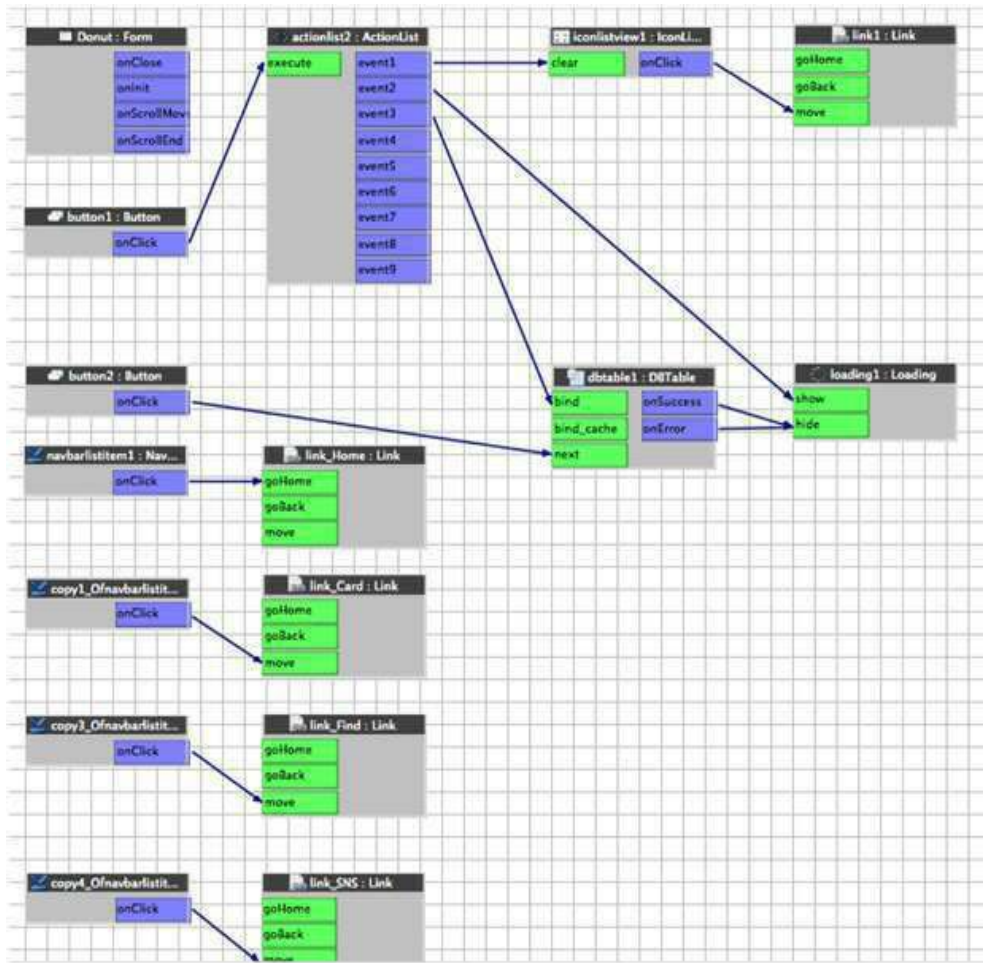 Donut : Form
onClose
onInit
onScrollMov
onScrollEnd
actionlist2 : ActionList
execute
event1
event2
event3
event4
event5
event6
event7
event8
event9
iconlistview1 : IconLi...
clear
onClick
link1 : Link
goHome
goBack
move
button1 : Button
onClick
button2 : Button
onClick
dbtable1 : DBTable
bind
onSuccess
bind_cache
onError
next
loading1 : Loading
show
hide
navbarlistitem1 : Nav...
onClick
link_Home : Link
goHome
goBack
move
copy1_Ofnavbarlistit...
onClick
link_Card : Link
goHome
goBack
move
copy3_Ofnavbarlistit...
onClick
link_Find : Link
goHome
goBack
move
copy4_Ofnavbarlistit...
onClick
link_SNS : Link
goHome
goBack
move